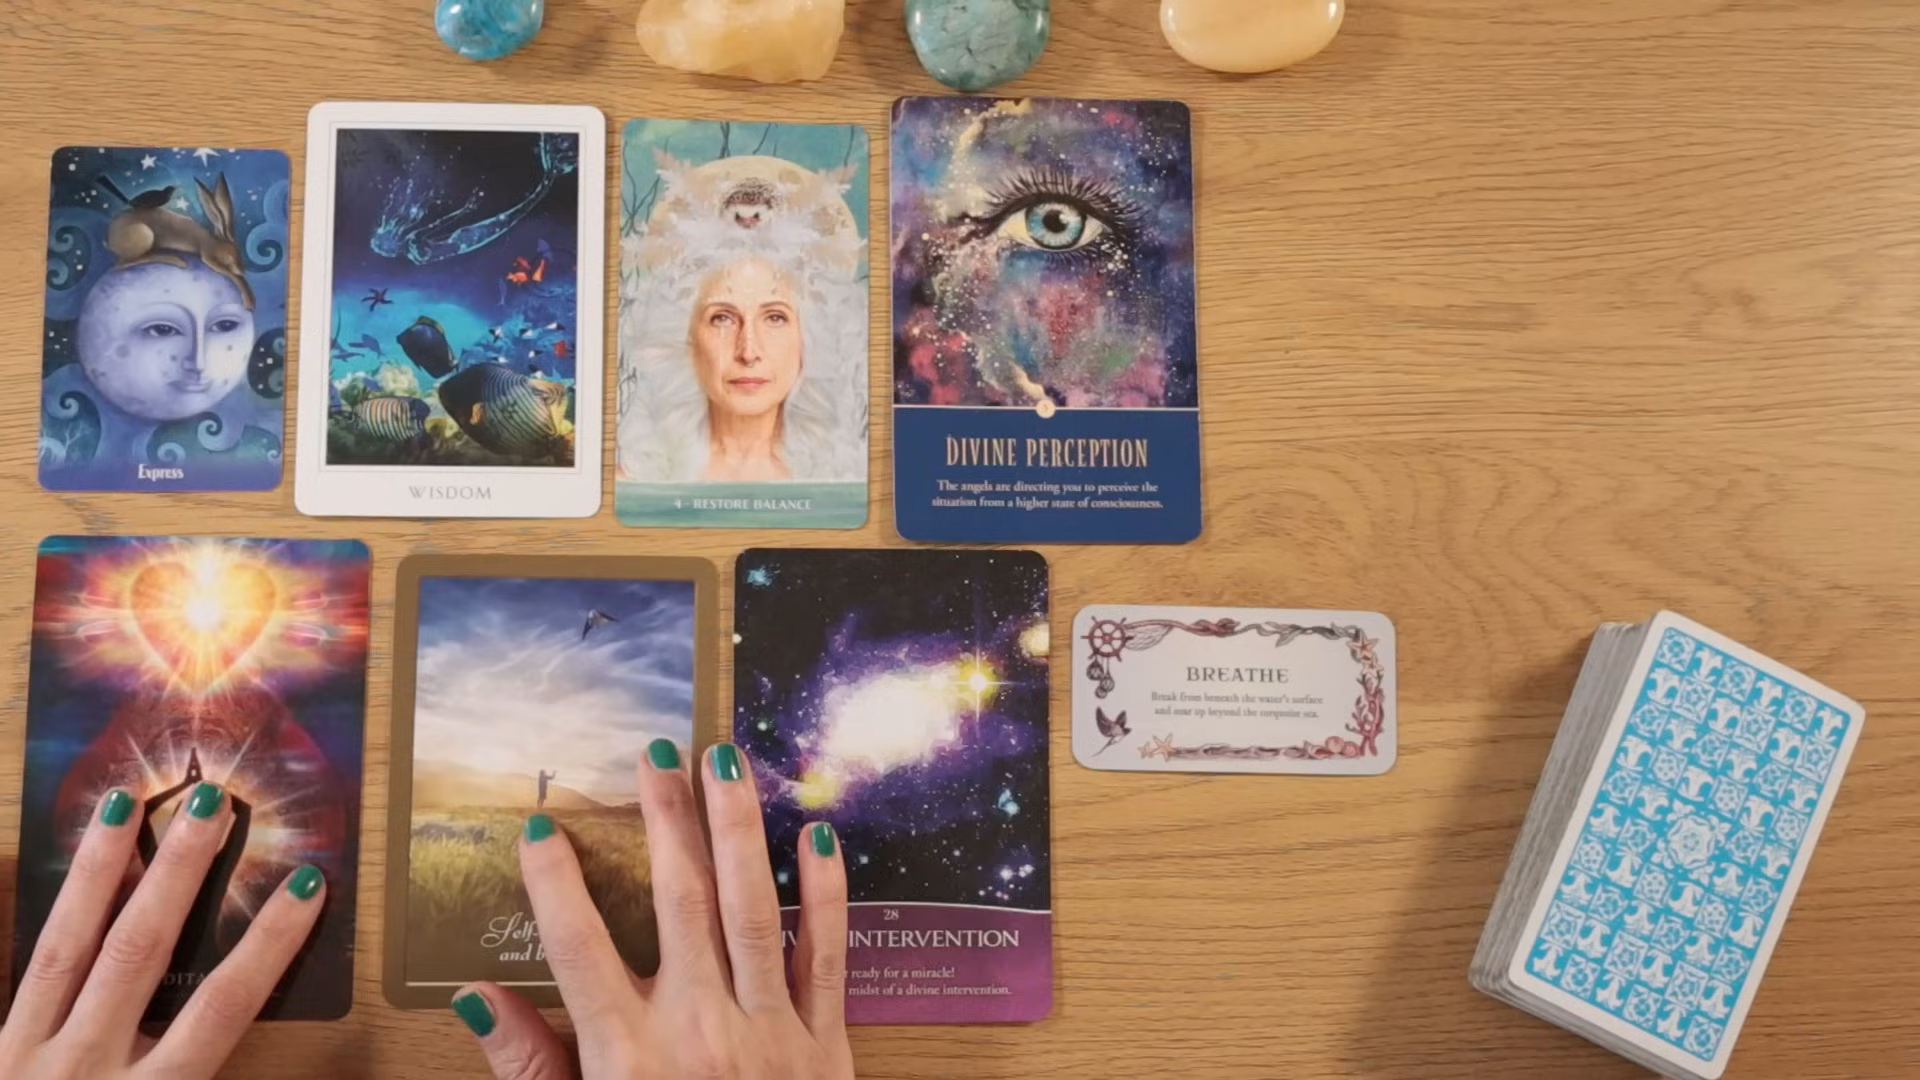 Express
WISDOM
4 - RESTORE BALANCE
DIVINE PERCEPTION
The angels are directing you to perceive the
situation from a higher state of consciousness.
BREATHE
Break from beneath the water's surface
and soar up beyond the turquoise sea.
Self-
and b
28
INTERVENTION
ready for a miracle!
midst of a divine intervention.